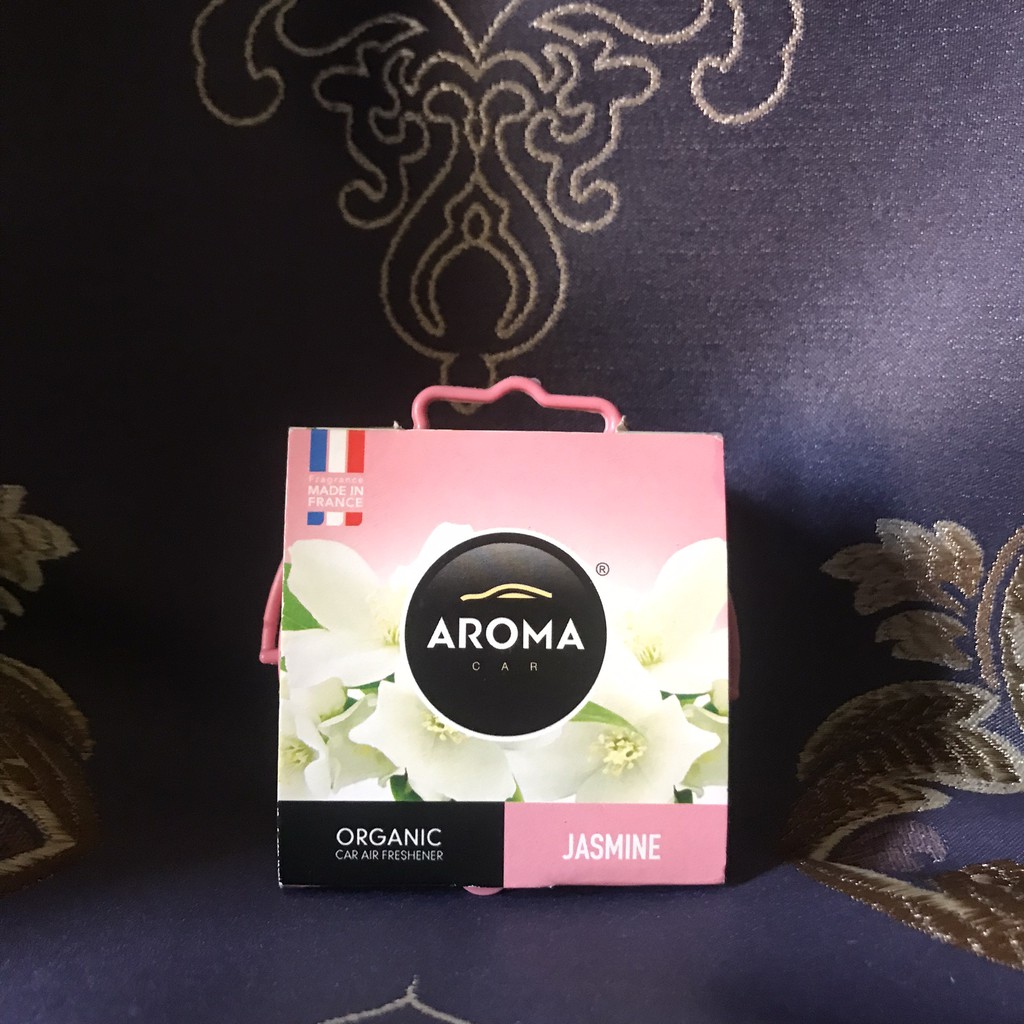 Fragrance
MADE IN
FRANCE
®
AROMA
CAR
ORGANIC
CAR AIR FRESHENER
JASMINE